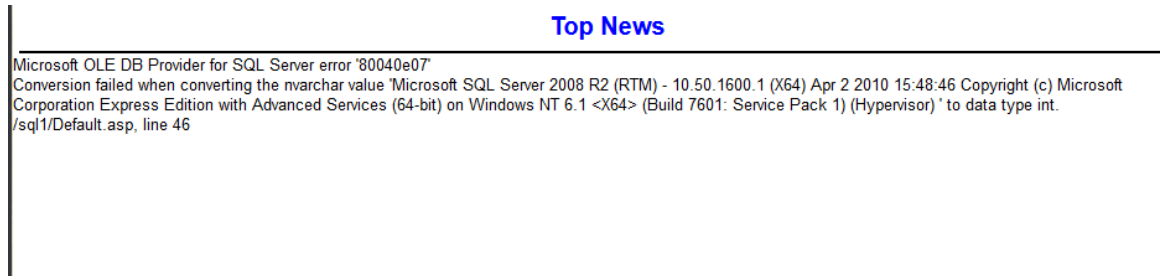 Top News
Microsoft OLE DB Provider for SQL Server error '80040e07'
Conversion failed when converting the nvarchar value 'Microsoft SQL Server 2008 R2 (RTM) - 10.50.1600.1 (X64) Apr 2 2010 15:48:46 Copyright (c) Microsoft
Corporation Express Edition with Advanced Services (64-bit) on Windows NT 6.1 <X64> (Build 7601: Service Pack 1) (Hypervisor) ' to data type int.
/sql1/Default.asp, line 46